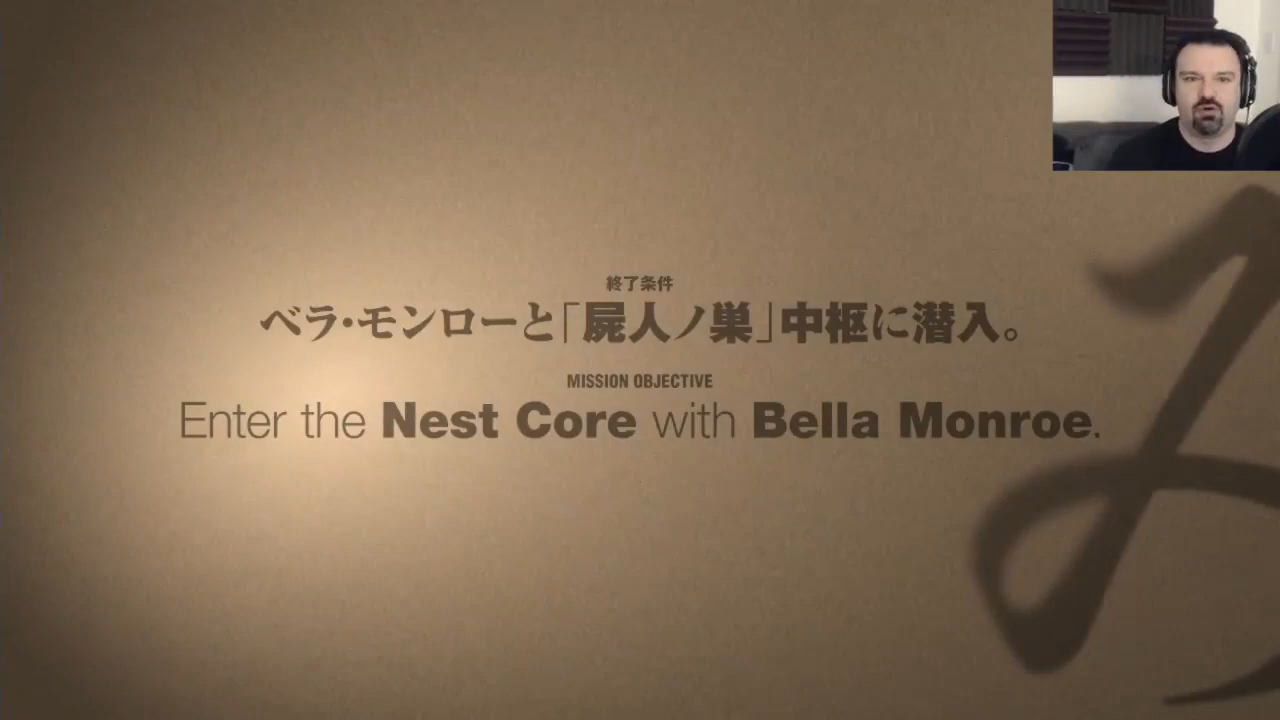 終了条件
ベラ・モンローと「屍人ノ巣」中枢に潜入。
MISSION OBJECTIVE
Enter the Nest Core with Bella Monroe.